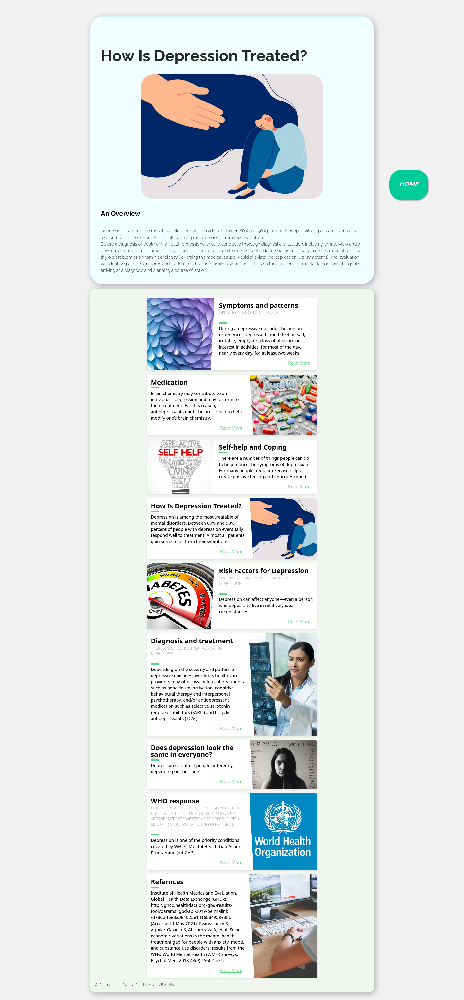 How Is Depression Treated?
HOME
An Overview
Depression is among the most treatable of mental disorders. Between 80% and 90% percent of people with depression eventually
respond well to treatment. Almost all patients gain some relief from their symptoms.
Before a diagnosis or treatment, a health professional should conduct a thorough diagnostic evaluation, including an interview and a
physical examination. In some cases, a blood test might be done to make sure the depression is not due to a medical condition like a
thyroid problem or a vitamin deficiency (reversing the medical cause would alleviate the depression-like symptoms). The evaluation
will identify specific symptoms and explore medical and family histories as well as cultural and environmental factors with the goal of
arriving at a diagnosis and planning a course of action.
Symptoms and patterns
OPENING A DOOR TO THE FUTURE
During a depressive episode, the person
experiences depressed mood (feeling sad,
irritable, empty) or a loss of pleasure or
interest in activities, for most of the day,
nearly every day, for at least two weeks.
Read More
Medication
Brain chemistry may contribute to an
individual's depression and may factor into
their treatment. For this reason,
antidepressants might be prescribed to help
modify one's brain chemistry.
Read More
CARE ACTIVE
RELAXED DIETING FITNESS LIVING
SELF HELP
RELAXED DIETING FITNESS LIVING
HEALTH LEISURE WELLNESS
NUTRIENTS
WELLNESS
LIVING
DIET LIFE CARE
FIT
Self-help and Coping
There are a number of things people can do
to help reduce the symptoms of depression.
For many people, regular exercise helps
create positive feeling and improves mood.
Read More
How Is Depression Treated?
Depression is among the most treatable of
mental disorders. Between 80% and 90%
percent of people with depression eventually
respond well to treatment. Almost all patients
gain some relief from their symptoms.
Read More
NORMAL HIGH ALARMING
IABETES
Level
Risk Factors for Depression
SEVERAL FACTORS CAN PLAY A ROLE IN
DEPRESSION:
Depression can affect anyone—even a person
who appears to live in relatively ideal
circumstances.
Read More
Diagnosis and treatment
THERE ARE EFFECTIVE TREATMENTS FOR
DEPRESSION.
Depending on the severity and pattern of
depressive episodes over time, health-care
providers may offer psychological treatments
such as behavioural activation, cognitive
behavioural therapy and interpersonal
psychotherapy, and/or antidepressant
medication such as selective serotonin
reuptake inhibitors (SSRIs) and tricyclic
antidepressants (TCAs).
Read More
Does depression look the
same in everyone?
Depression can affect people differently,
depending on their age.
Read More
WHAT YOU SEE WHAT I FEEL
WHO response
WHO'S MENTAL HEALTH ACTION PLAN 2013-2030
HIGHLIGHTS THE STEPS REQUIRED TO PROVIDE
APPROPRIATE INTERVENTIONS FOR PEOPLE WITH
MENTAL DISORDERS INCLUDING DEPRESSION.
Depression is one of the priority conditions
covered by WHO's Mental Health Gap Action
Programme (mhGAP).
Read More
World Health
Organization
Refernces
Institute of Health Metrics and Evaluation.
Global Health Data Exchange (GHDx).
http://ghdx.healthdata.org/gbd-results-
tool?params=gbd-api-2019-permalink
/d780dffbe8a381b25e1416884959e88b
(Accessed 1 May 2021). Evans-Lacko S,
Aguilar-Gaxiola S, Al-Hamzawi A, et al. Socio-
economic variations in the mental health
treatment gap for people with anxiety, mood,
and substance use disorders: results from the
WHO World Mental Health (WMH) surveys.
Psychol Med. 2018;48(9):1560-1571.
Read More
© Copyright 2022 MD IFTIKAR HUSSAIN